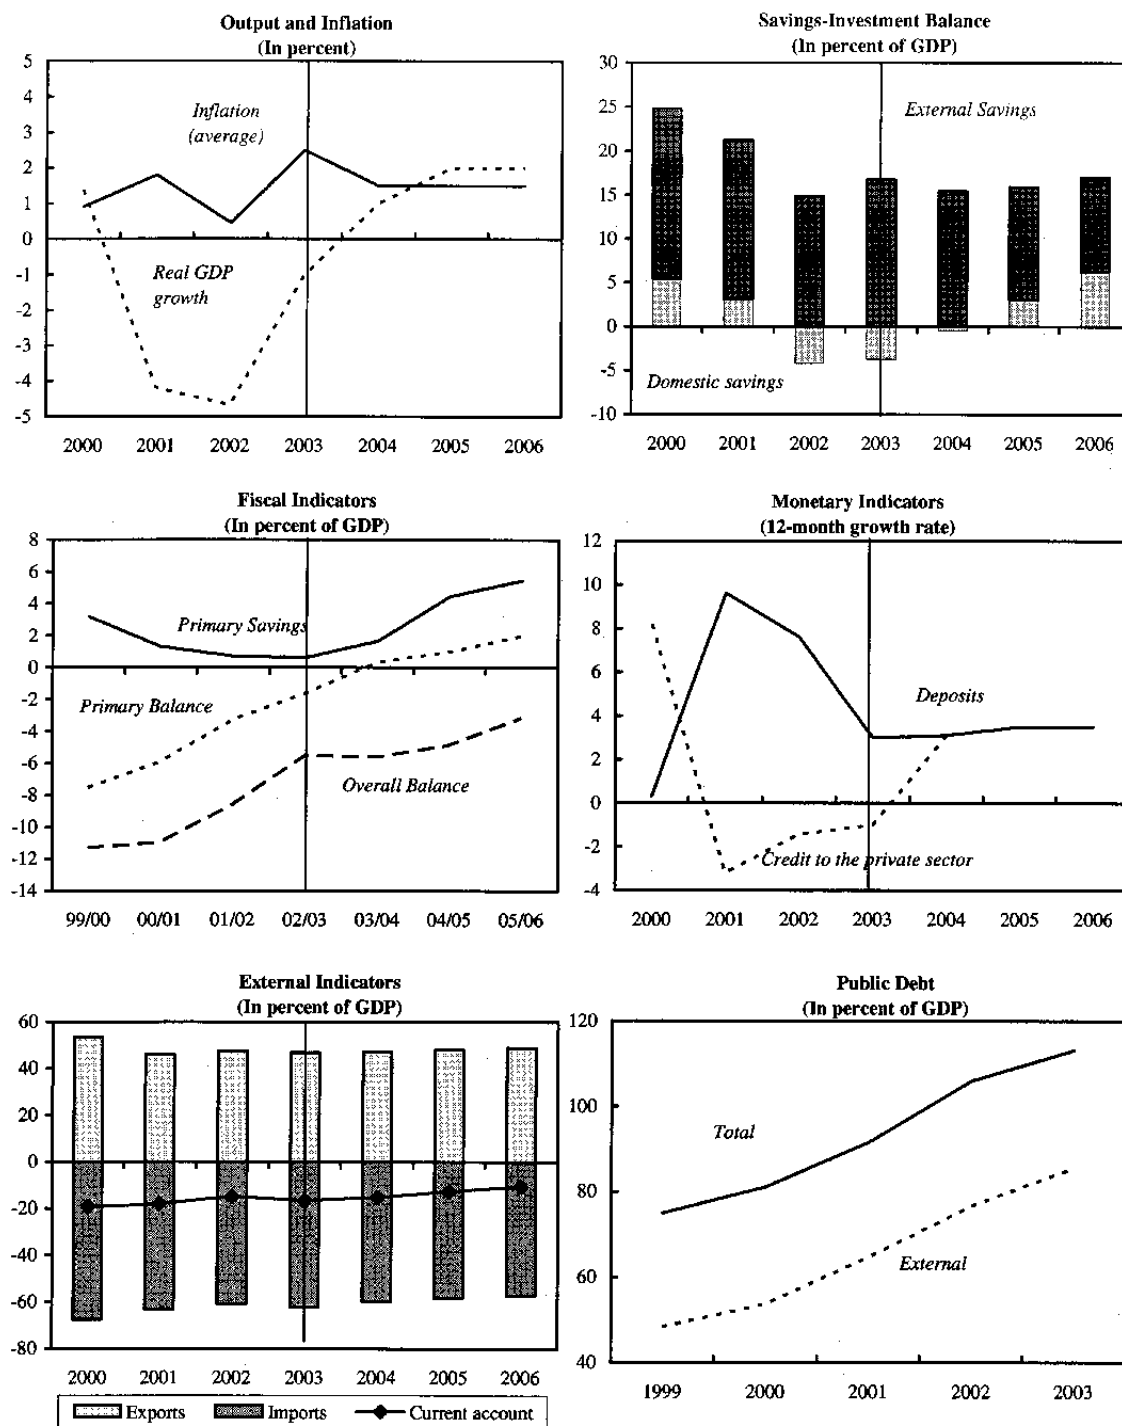 Output and Inflation
(In percent)
5
4
3
2
1
0
-1
-2
-3
-4
-5
Inflation
(average)
Real GDP
growth
2000 2001 2002 2003 2004 2005 2006
Savings-Investment Balance
(In percent of GDP)
30
25
20
15
10
5
0
-5
-10
External Savings
Domestic savings
2000 2001 2002 2003 2004 2005 2006
Fiscal Indicators
(In percent of GDP)
8
6
4
2
0
-2
-4
-6
-8
-10
-12
-14
Primary Savings
Primary Balance
Overall Balance
99/00 00/01 01/02 02/03 03/04 04/05 05/06
Monetary Indicators
(12-month growth rate)
12
10
8
6
4
2
0
-2
-4
Deposits
Credit to the private sector
2000 2001 2002 2003 2004 2005 2006
External Indicators
(In percent of GDP)
60
40
20
0
-20
-40
-60
-80
2000 2001 2002 2003 2004 2005 2006
Exports Imports Current account
Public Debt
(In percent of GDP)
120
100
80
60
40
Total
External
1999 2000 2001 2002 2003